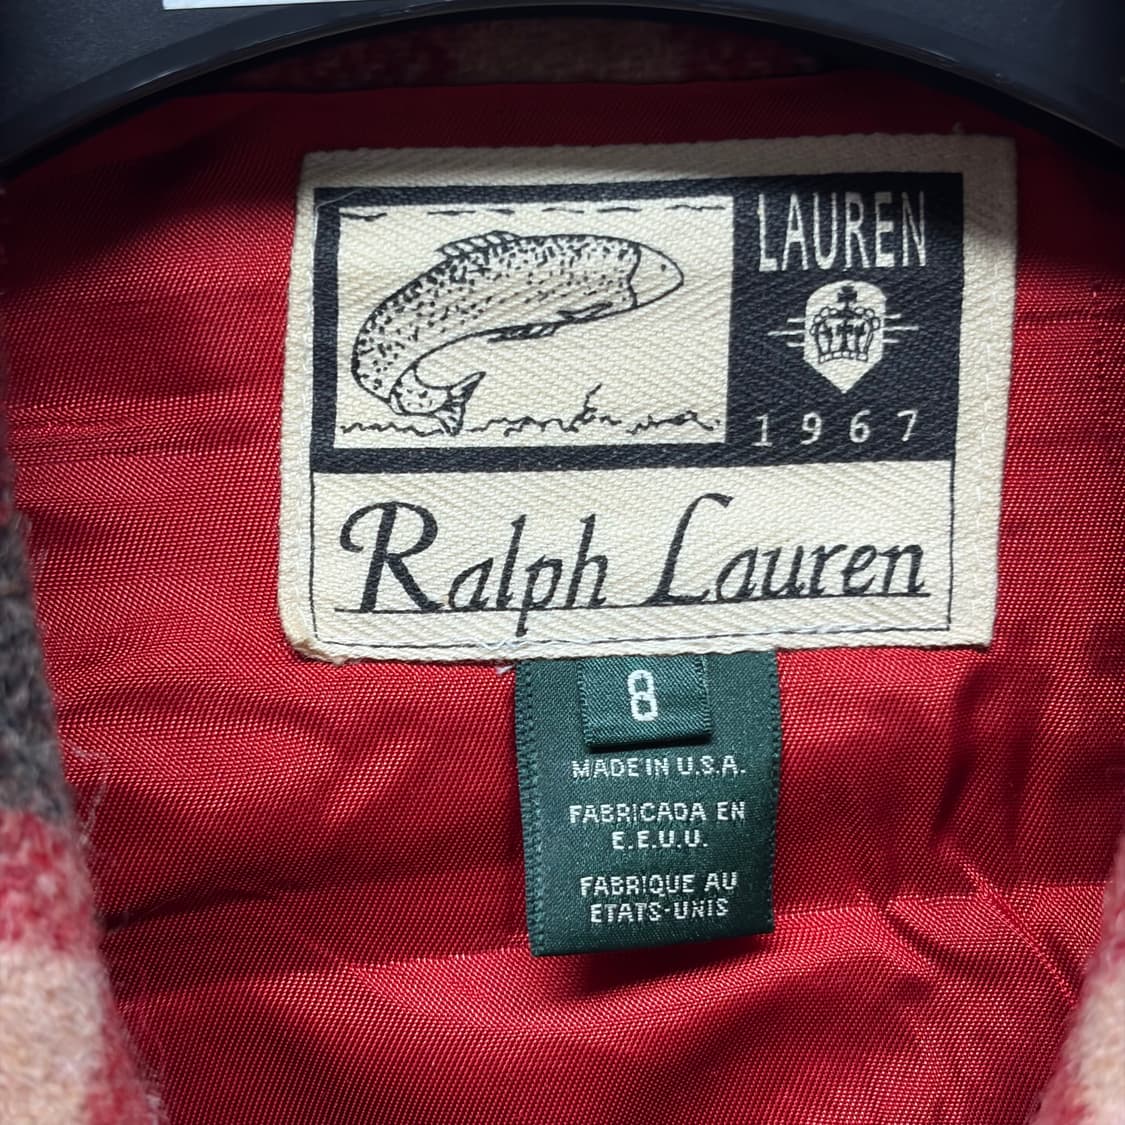 LAUREN
1967
Ralph Lauren
8
MADE IN U.S.A.
FABRICADA EN
E.E.U.U.
FABRIQUE AU
ETATS-UNIS